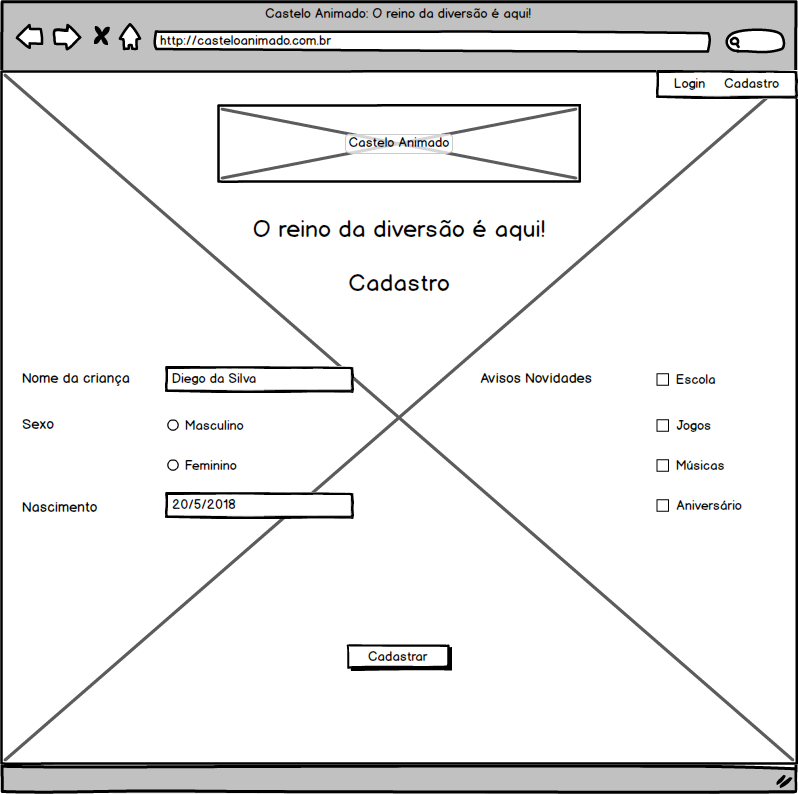 Castelo Animado: O reino da diversão é aqui!
http://casteloanimado.com.br
Login Cadastro
Castelo Animado
O reino da diversão é aqui!
Cadastro
Nome da criança Diego da Silva Avisos Novidades Escola
Sexo Masculino Jogos
Feminino Músicas
Nascimento 20/5/2018 Aniversário
Cadastrar